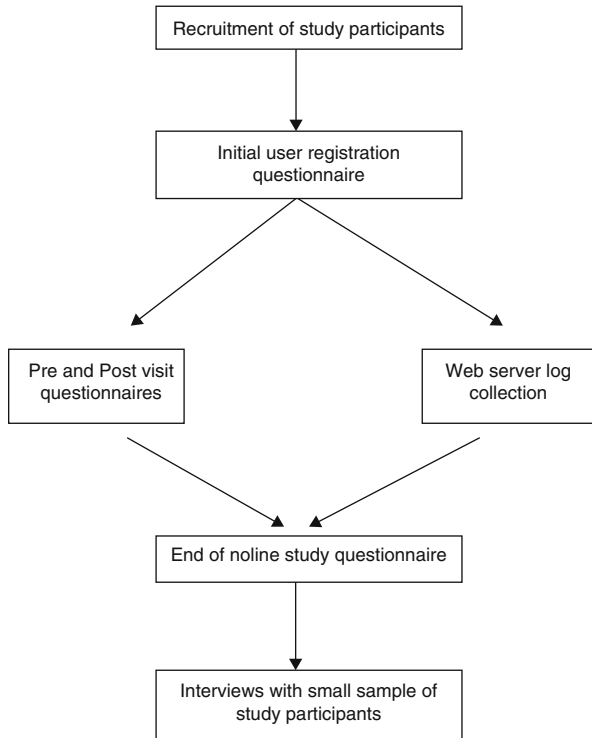 Recruitment of study participants
Initial user registration
questionnaire
Pre and Post visit
questionnaires
Web server log
collection
End of noline study questionnaire
Interviews with small sample of
study participants